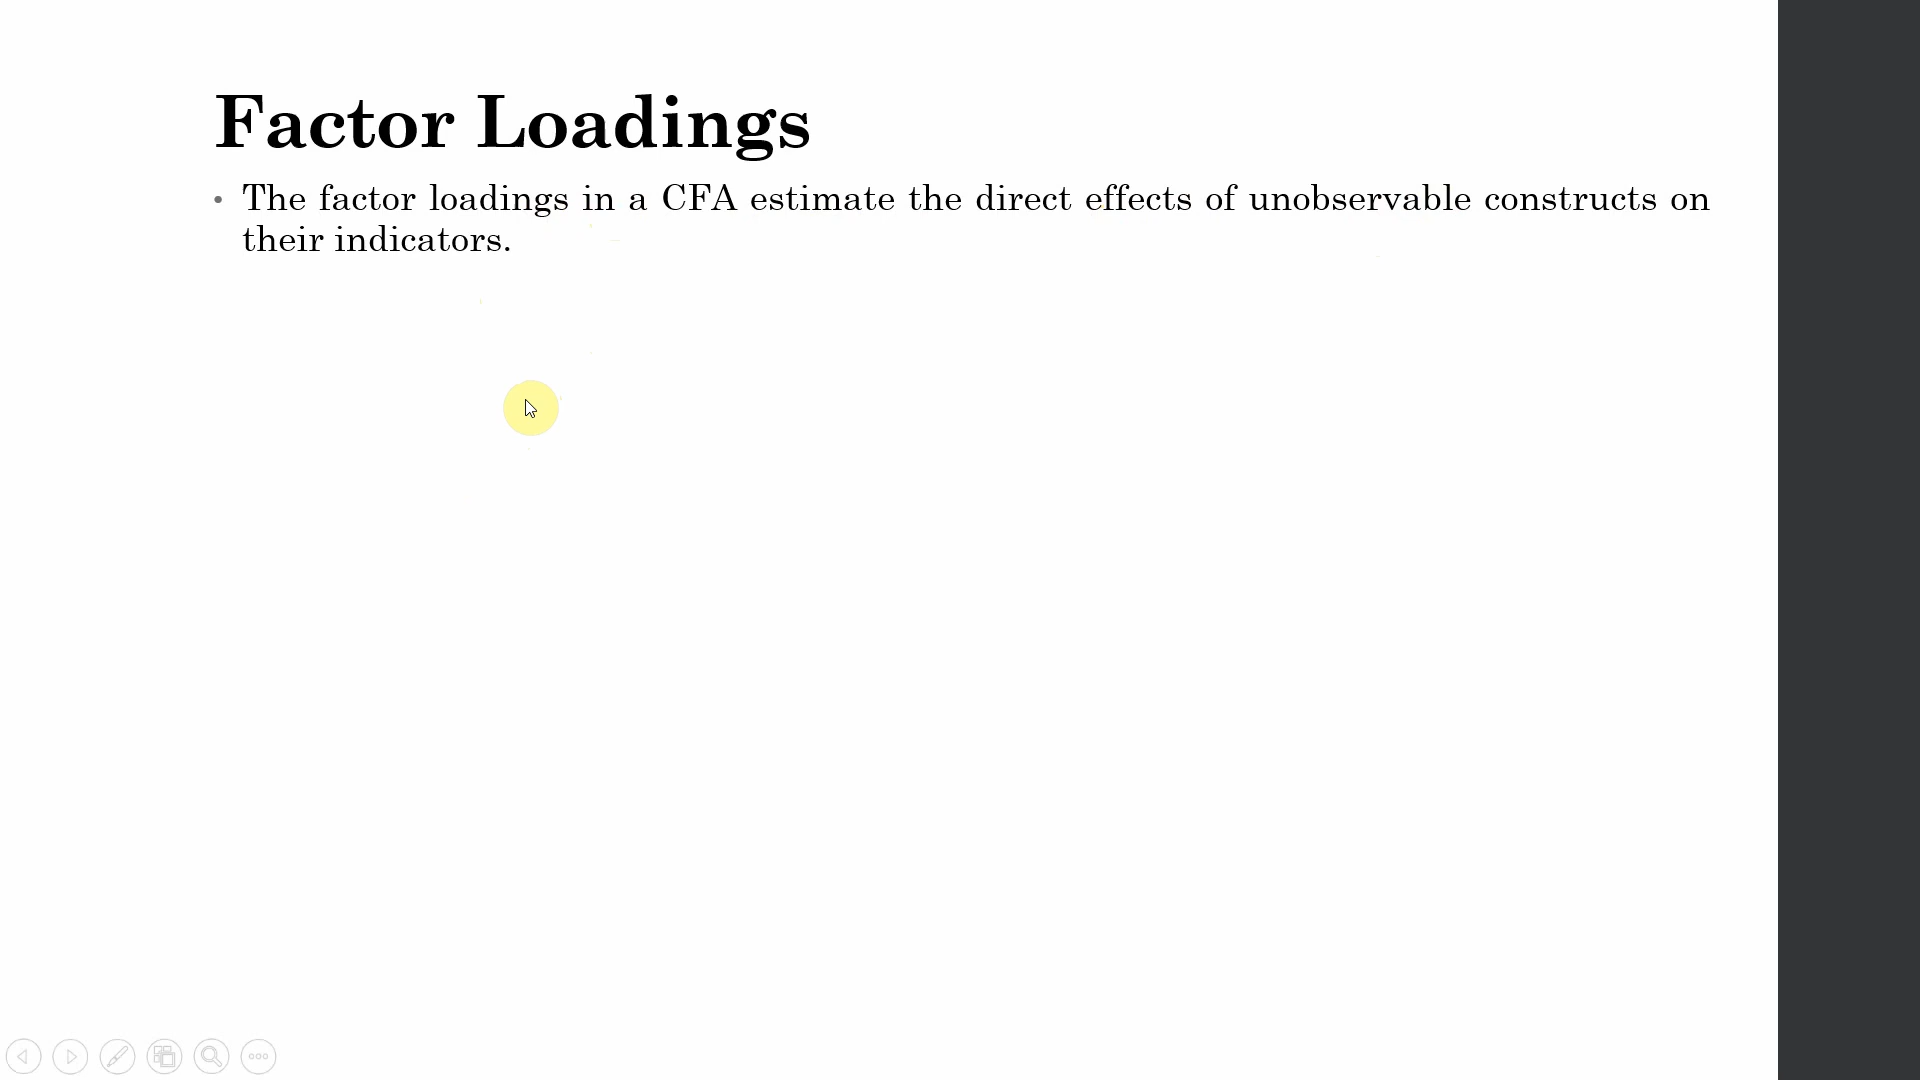 Factor Loadings
• The factor loadings in a CFA estimate the direct effects of unobservable constructs on
their indicators.